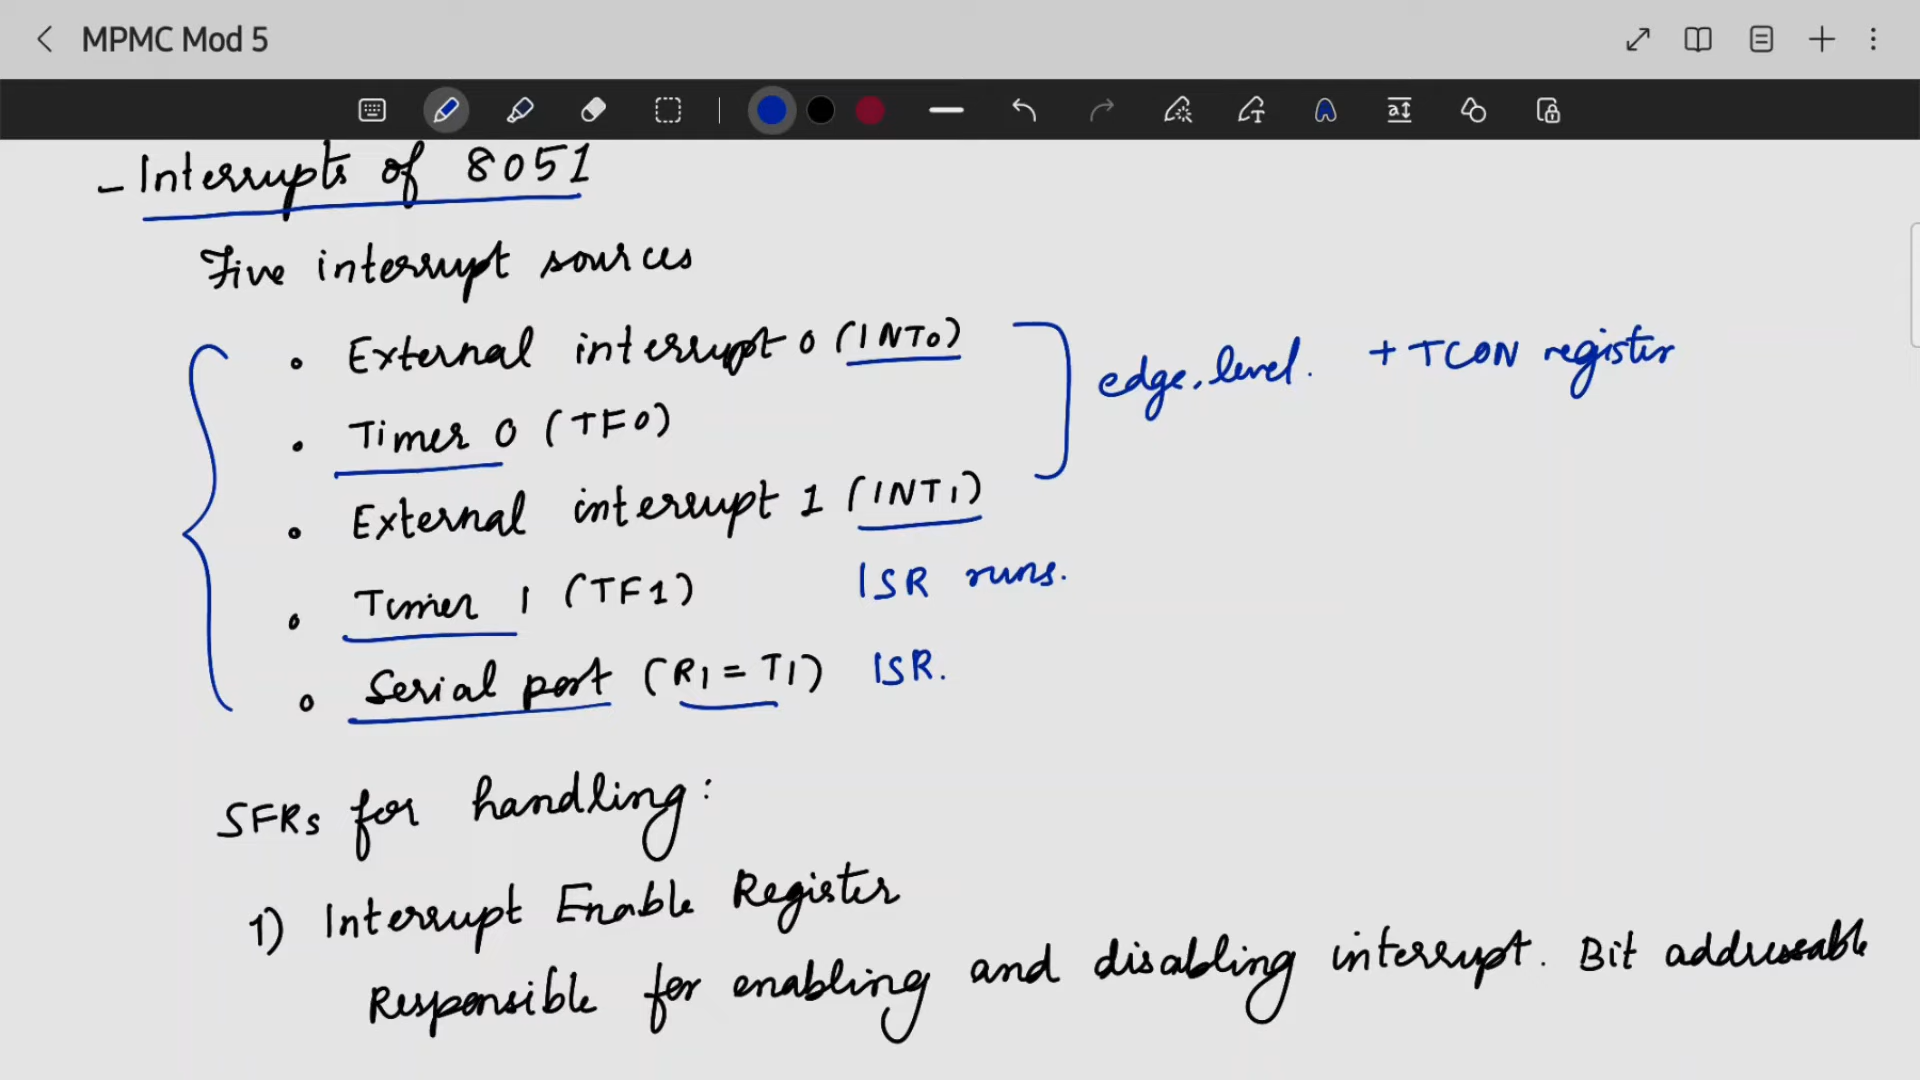 MPMC Mod 5
- Interrupts of 8051
Five interrupt sources
• External interrupt 0 (INT0)
edge, level. + TCON register
• Timer 0 (TF0)
• External interrupt 1 (INT1)
• Timer 1 (TF1) ISR runs.
• Serial port (R1 = T1) ISR.
SFRs for handling:
1) Interrupt Enable Register
Responsible for enabling and disabling interrupt. Bit addressable